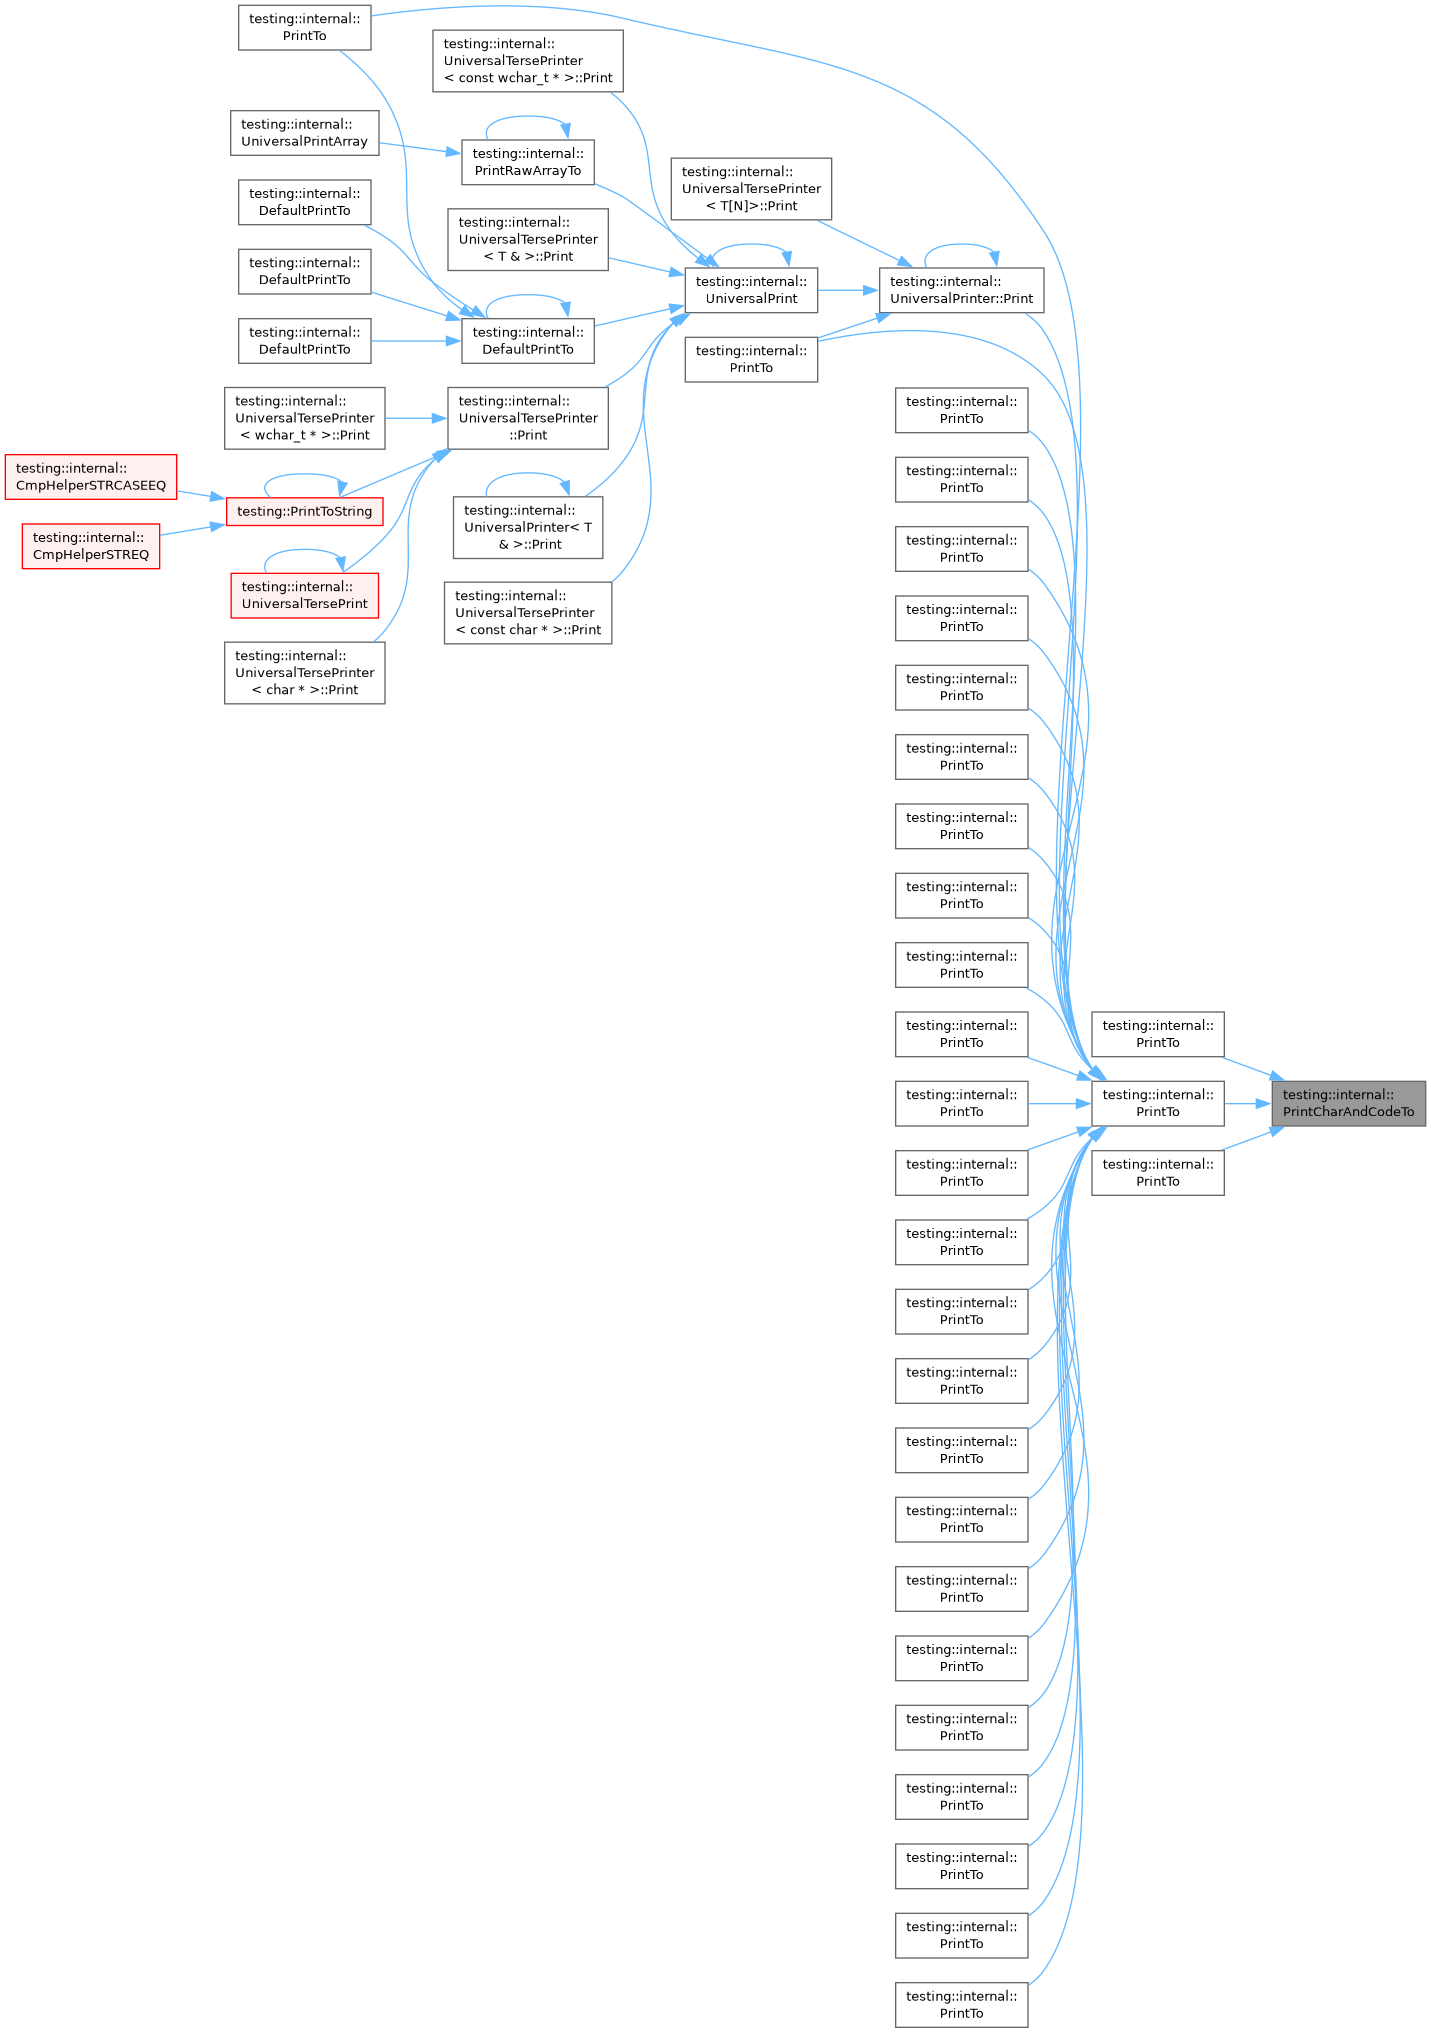 testing::internal::
CmpHelperSTRCASEEQ
testing::internal::
CmpHelperSTREQ
testing::internal::
PrintTo
testing::internal::
UniversalPrintArray
testing::internal::
DefaultPrintTo
testing::internal::
DefaultPrintTo
testing::internal::
DefaultPrintTo
testing::internal::
UniversalTersePrinter
< wchar_t * >::Print
testing::PrintToString
testing::internal::
UniversalTersePrint
testing::internal::
UniversalTersePrinter
< char * >::Print
testing::internal::
UniversalTersePrinter
< const wchar_t * >::Print
testing::internal::
PrintRawArrayTo
testing::internal::
UniversalTersePrinter
< T & >::Print
testing::internal::
DefaultPrintTo
testing::internal::
UniversalTersePrinter
::Print
testing::internal::
UniversalPrinter< T
& >::Print
testing::internal::
UniversalTersePrinter
< const char * >::Print
testing::internal::
UniversalTersePrinter
< T[N]>::Print
testing::internal::
UniversalPrint
testing::internal::
PrintTo
testing::internal::
UniversalPrinter::Print
testing::internal::
PrintTo
testing::internal::
PrintTo
testing::internal::
PrintTo
testing::internal::
PrintTo
testing::internal::
PrintTo
testing::internal::
PrintTo
testing::internal::
PrintTo
testing::internal::
PrintTo
testing::internal::
PrintTo
testing::internal::
PrintTo
testing::internal::
PrintTo
testing::internal::
PrintTo
testing::internal::
PrintTo
testing::internal::
PrintTo
testing::internal::
PrintTo
testing::internal::
PrintTo
testing::internal::
PrintTo
testing::internal::
PrintTo
testing::internal::
PrintTo
testing::internal::
PrintTo
testing::internal::
PrintTo
testing::internal::
PrintTo
testing::internal::
PrintTo
testing::internal::
PrintTo
testing::internal::
PrintTo
testing::internal::
PrintTo
testing::internal::
PrintTo
testing::internal::
PrintCharAndCodeTo